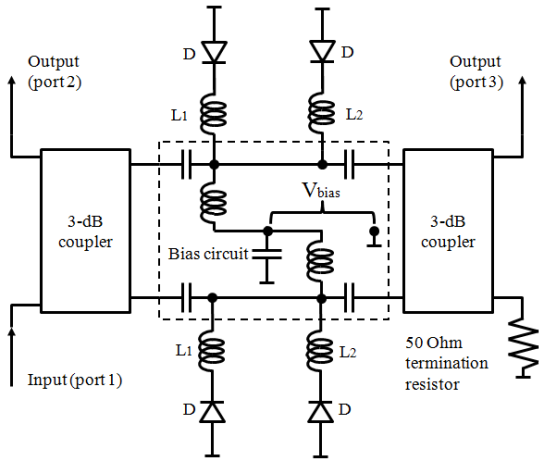 D
D
Output
(port 2)
Output
(port 3)
L1
L2
3-dB
coupler
Vbias
3-dB
coupler
Bias circuit
L1
L2
50 Ohm
termination
resistor
Input (port 1)
D
D